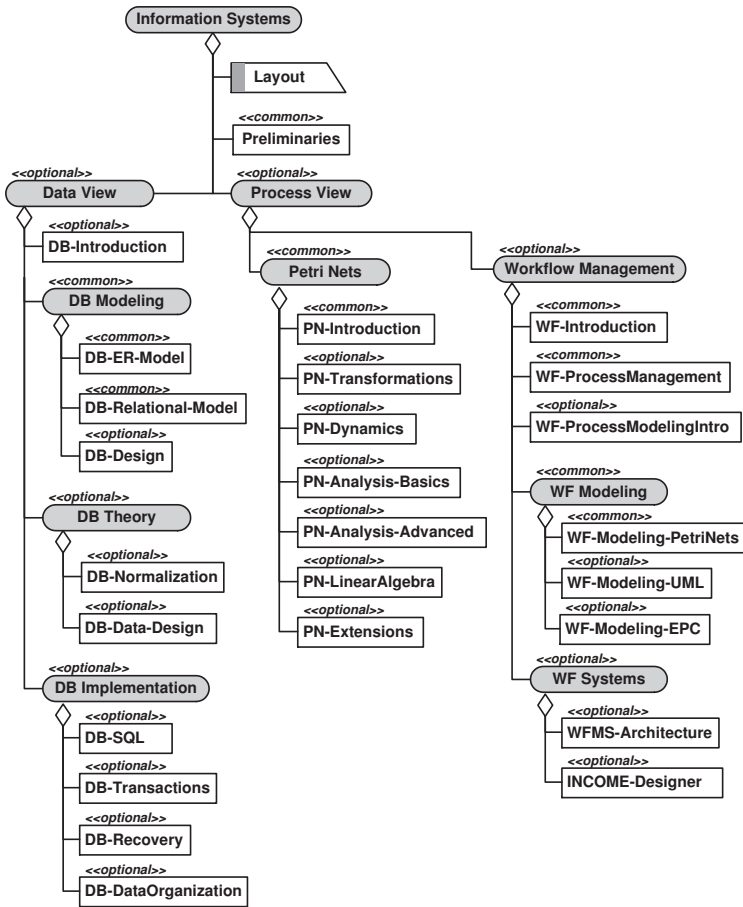 Information Systems
Layout
<<common>>
Preliminaries
<<optional>>
Data View
<<optional>>
DB-Introduction
<<common>>
DB Modeling
<<common>>
DB-ER-Model
<<common>>
DB-Relational-Model
<<optional>>
DB-Design
<<optional>>
DB Theory
<<optional>>
DB-Normalization
<<optional>>
DB-Data-Design
<<optional>>
DB Implementation
<<optional>>
DB-SQL
<<optional>>
DB-Transactions
<<optional>>
DB-Recovery
<<optional>>
DB-DataOrganization
<<optional>>
Process View
<<common>>
Petri Nets
<<common>>
PN-Introduction
<<optional>>
PN-Transformations
<<optional>>
PN-Dynamics
<<optional>>
PN-Analysis-Basics
<<optional>>
PN-Analysis-Advanced
<<optional>>
PN-LinearAlgebra
<<optional>>
PN-Extensions
<<optional>>
Workflow Management
<<common>>
WF-Introduction
<<common>>
WF-ProcessManagement
<<optional>>
WF-ProcessModelingIntro
<<common>>
WF Modeling
<<common>>
WF-Modeling-PetriNets
<<optional>>
WF-Modeling-UML
<<optional>>
WF-Modeling-EPC
<<optional>>
WF Systems
<<optional>>
WFMS-Architecture
<<optional>>
INCOME-Designer